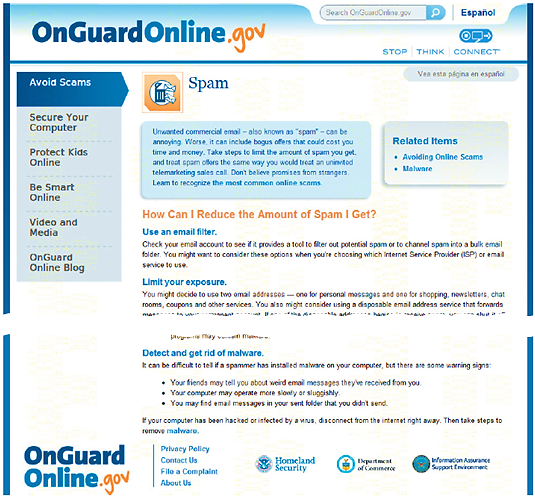 OnGuardOnline.gov
Search OnGuardOnline.gov
Español
STOP | THINK | CONNECT
Vea esta página en español
Avoid Scams
Secure Your
Computer
Protect Kids
Online
Be Smart
Online
Video and
Media
OnGuard
Online Blog
Spam
Unwanted commercial email – also known as "spam" – can be
annoying. Worse, it can include bogus offers that could cost you
time and money. Take steps to limit the amount of spam you get,
and treat spam offers the same way you would treat an uninvited
telemarketing sales call. Don't believe promises from strangers.
Learn to recognize the most common online scams.
Related Items
• Avoiding Online Scams
• Malware
How Can I Reduce the Amount of Spam I Get?
Use an email filter.
Check your email account to see if it provides a tool to filter out potential spam or to channel spam into a bulk email
folder. You might want to consider these options when you're choosing which Internet Service Provider (ISP) or email
service to use.
Limit your exposure.
You might decide to use two email addresses — one for personal messages and one for shopping, newsletters, chat
rooms, coupons and other services. You also might consider using a disposable email address service that forwards
programs may contain malware.
Detect and get rid of malware.
It can be difficult to tell if a spammer has installed malware on your computer, but there are some warning signs:
• Your friends may tell you about weird email messages they've received from you.
• Your computer may operate more slowly or sluggishly.
• You may find email messages in your sent folder that you didn't send.
If your computer has been hacked or infected by a virus, disconnect from the internet right away. Then take steps to
remove malware.
OnGuard
Online.gov
Privacy Policy
Contact Us
File a Complaint
About Us
Homeland
Security
Department
of Commerce
Information Assurance
Support Environment